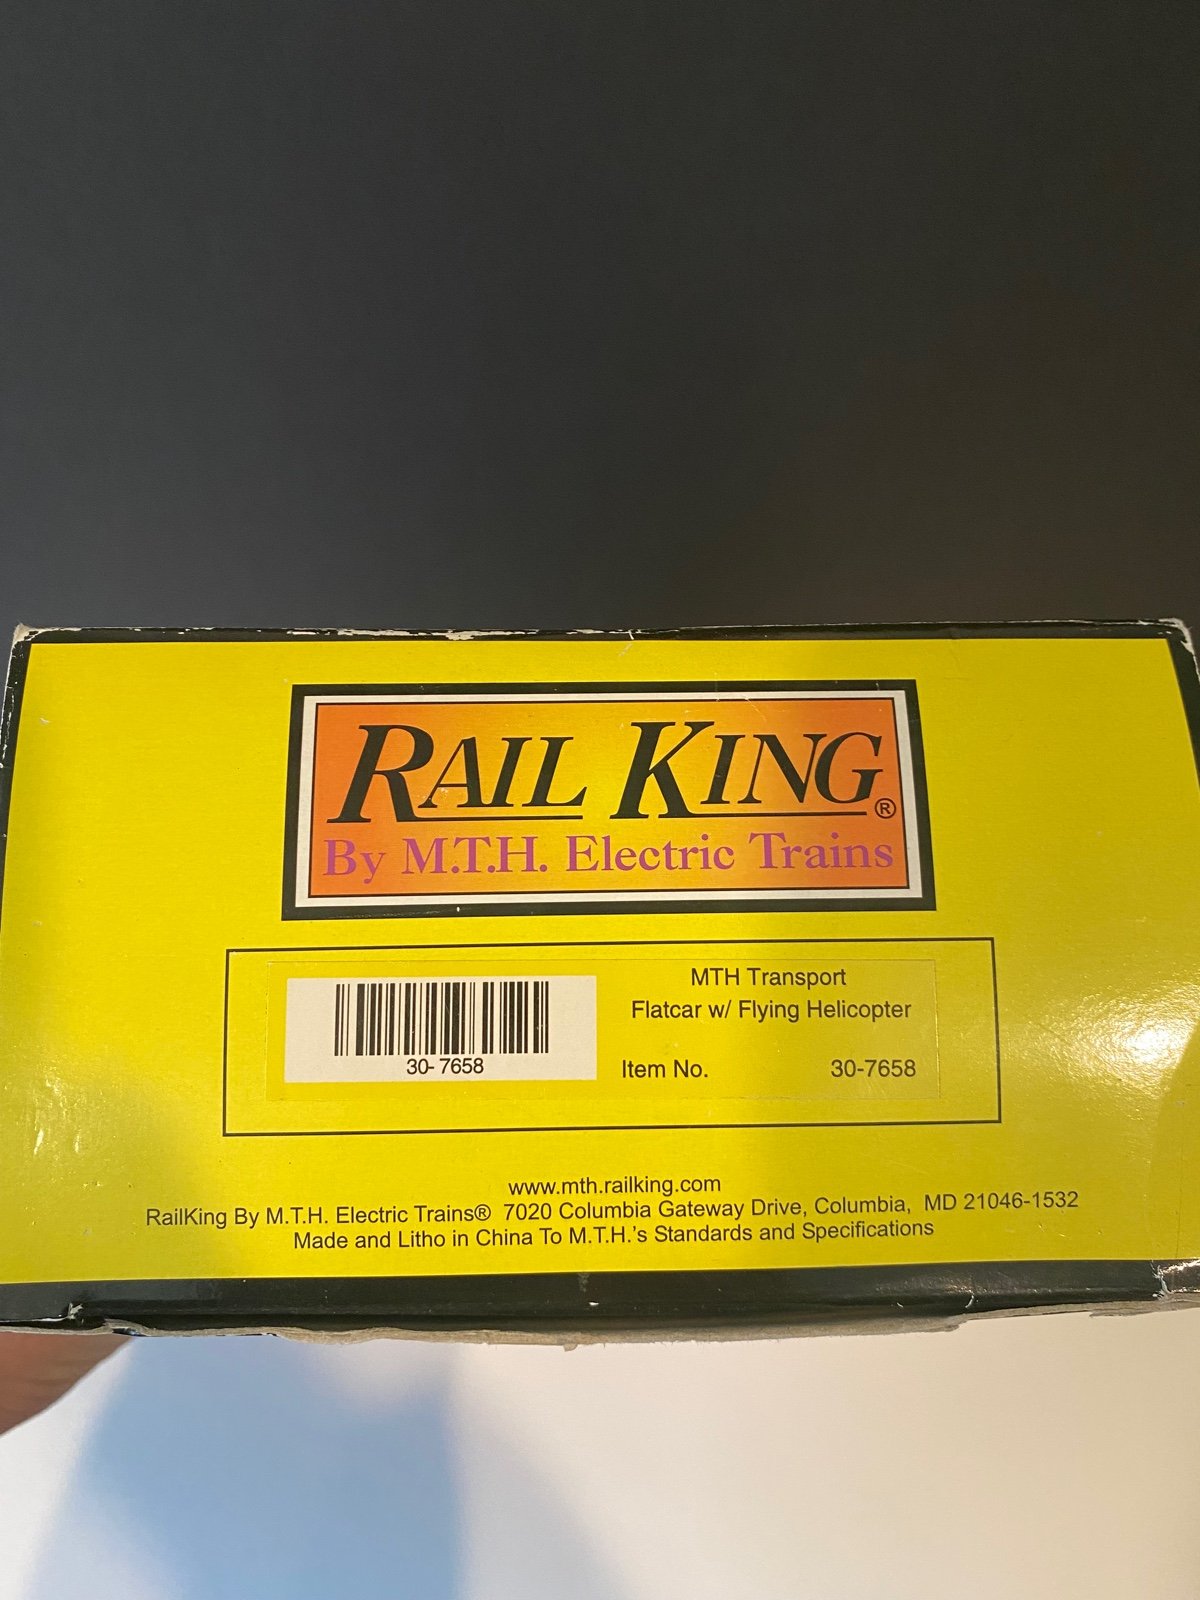 RAIL KING®
By M.T.H. Electric Trains
MTH Transport
Flatcar w/ Flying Helicopter
30- 7658
Item No. 30-7658
www.mth.railking.com
RailKing By M.T.H. Electric Trains® 7020 Columbia Gateway Drive, Columbia, MD 21046-1532
Made and Litho in China To M.T.H.'s Standards and Specifications